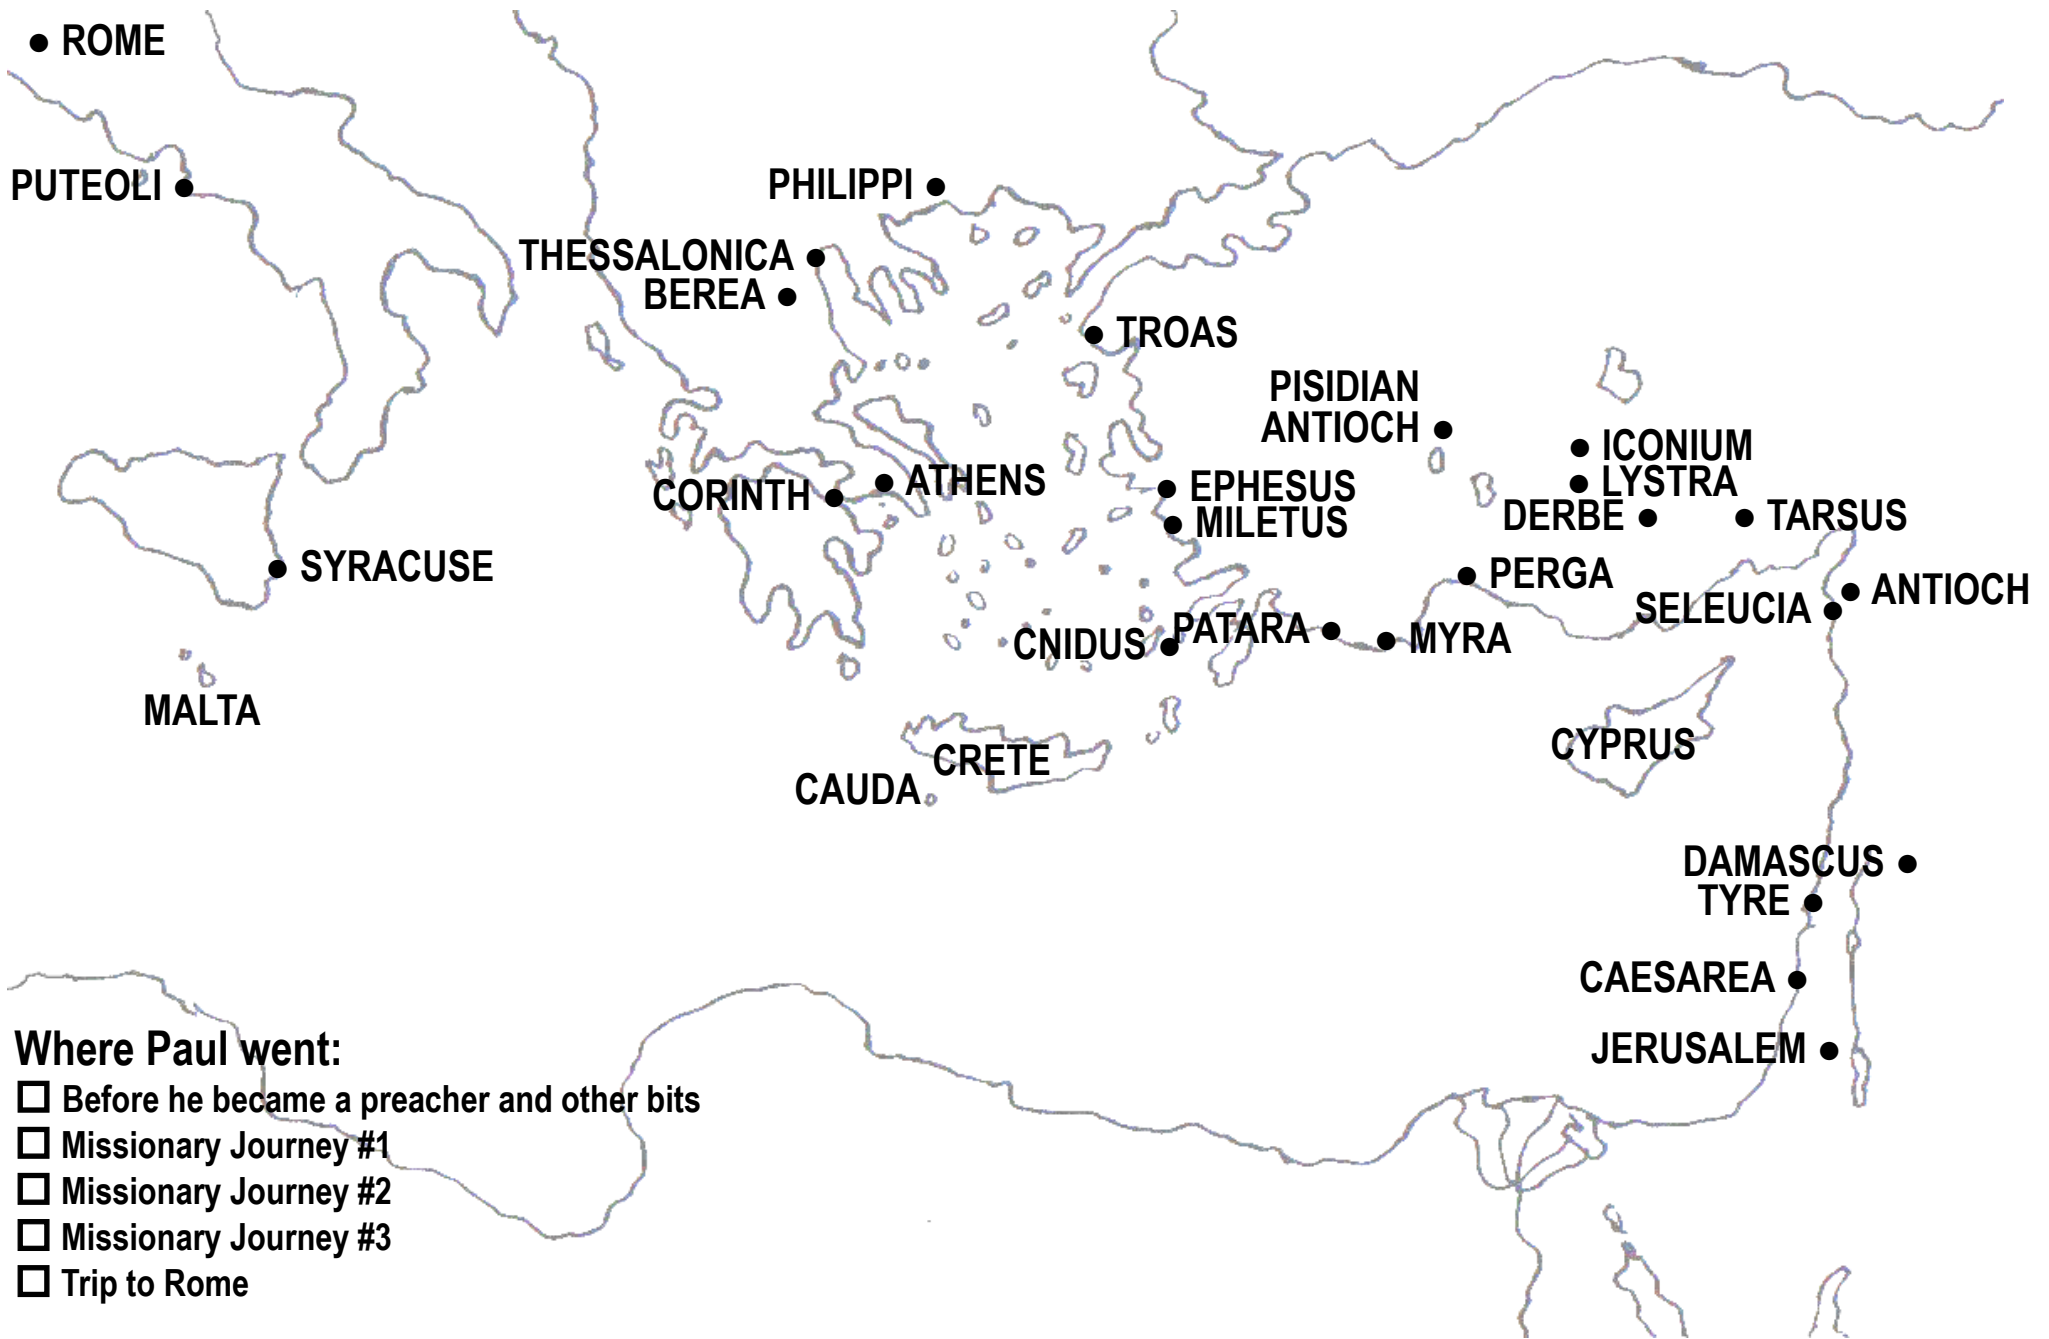 ROME
PUTEOLI
PHILIPPI
THESSALONICA
BEREA
TROAS
PISIDIAN
ANTIOCH
ICONIUM
LYSTRA
ATHENS
CORINTH
EPHESUS
MILETUS
DERBE
TARSUS
SYRACUSE
PERGA
ANTIOCH
SELEUCIA
CNIDUS
PATARA
MYRA
MALTA
CRETE
CYPRUS
CAUDA
DAMASCUS
TYRE
CAESAREA
JERUSALEM
Where Paul went:
Before he became a preacher and other bits
Missionary Journey #1
Missionary Journey #2
Missionary Journey #3
Trip to Rome